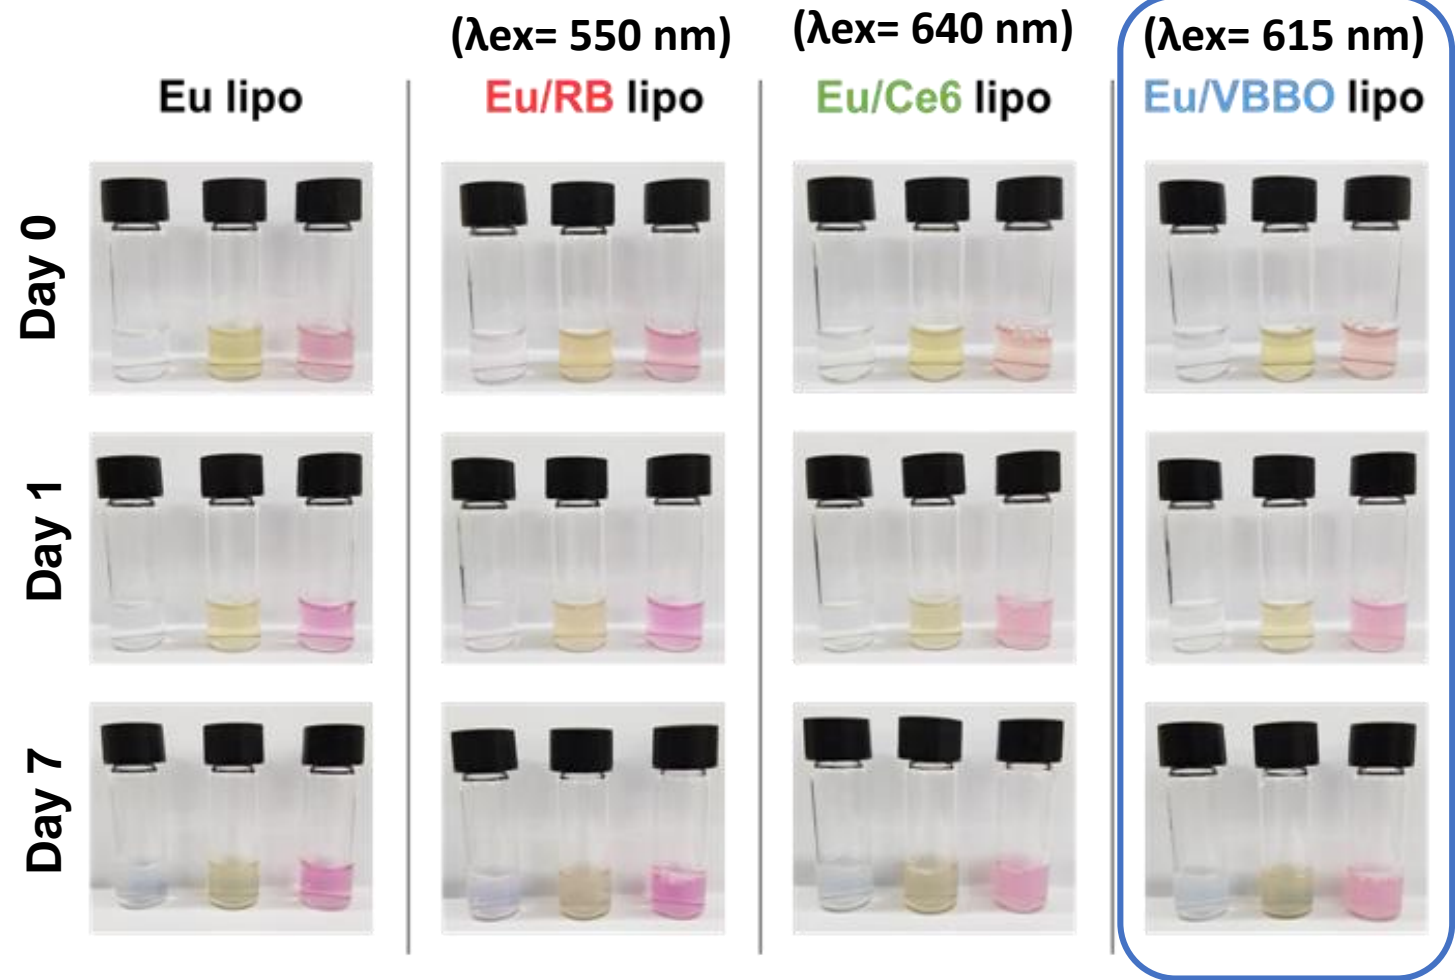 (λex= 550 nm)
(λex= 640 nm)
(λex= 615 nm)
Eu lipo
Eu/RB lipo
Eu/Ce6 lipo
Eu/VBBO lipo
Day 0
Day 1
Day 7